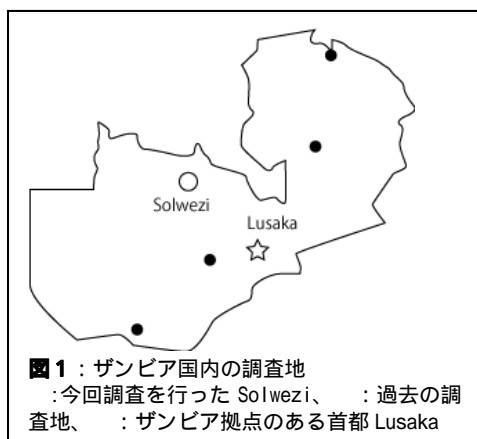 Solwezi
Lusaka
図1：ザンビア国内の調査地
:今回調査を行った Solwezi、　：過去の調
査地、　：ザンビア拠点のある首都 Lusaka